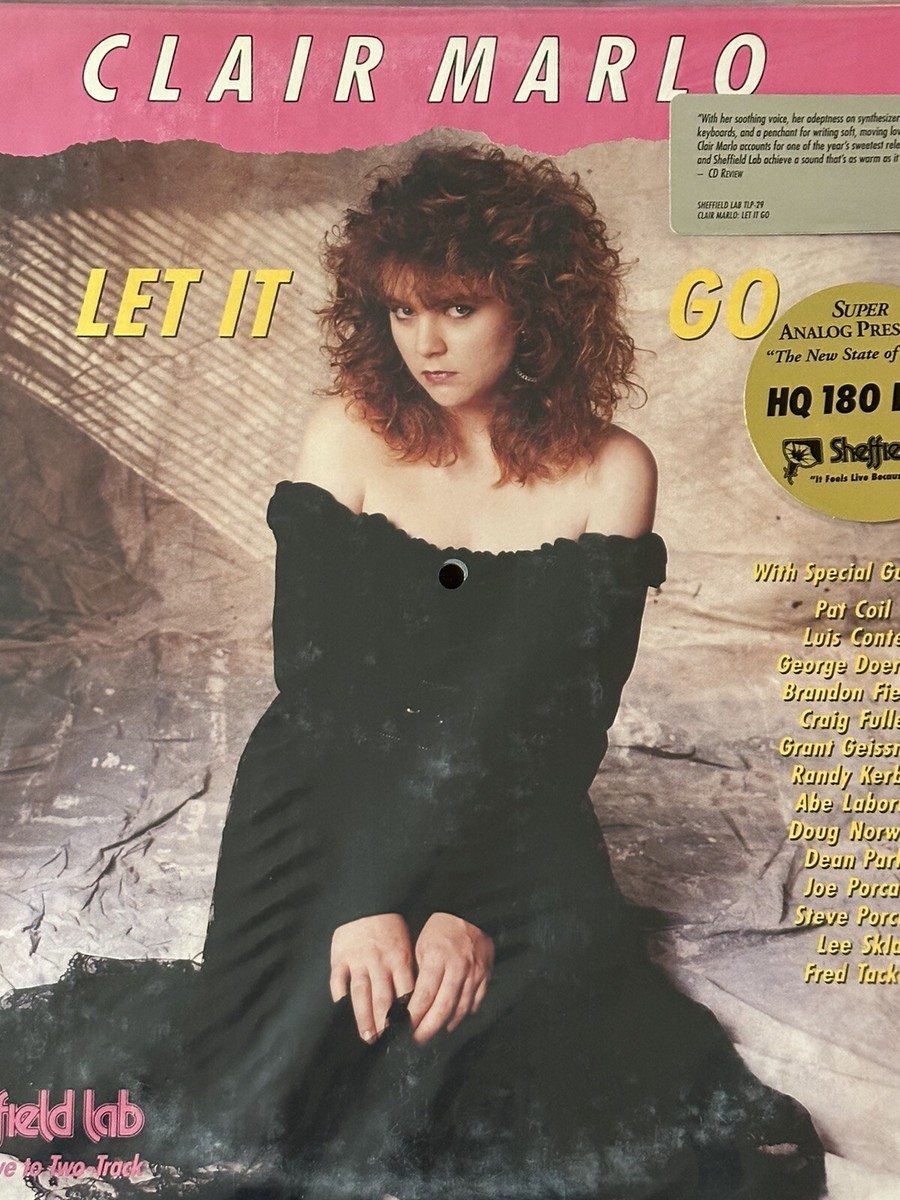 CLAIR MARLO
"With her soothing voice, her adeptness on synthesizer
keyboards, and a penchant for writing soft, moving lov
Clair Marlo accounts for one of the year's sweetest rele
and Sheffield Lab achieve a sound that's as warm as it
— CD REVIEW
SHEFFIELD LAB TLP-29
CLAIR MARLO: LET IT GO
LET IT GO
SUPER
ANALOG PRES
"The New State of
HQ 180
Sheffie
"It Feels Live Becaus
With Special Gu
Pat Coil
Luis Conte
George Doer
Brandon Fie
Craig Fulle
Grant Geissm
Randy Kerb
Abe Labor
Doug Norw
Dean Park
Joe Porca
Steve Porc
Lee Skla
Fred Tack
field lab
ve to Two-Track